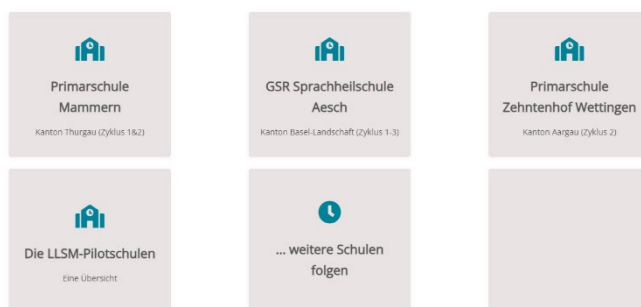 Primarschule
Mammern
Kanton Thurgau (Zyklus 1&2)
GSR Sprachheilschule
Aesch
Kanton Basel-Landschaft (Zyklus 1-3)
Primarschule
Zehntenhof Wettingen
Kanton Aargau (Zyklus 2)
Die LLSM-Pilotschulen
Eine Übersicht
... weitere Schulen
folgen